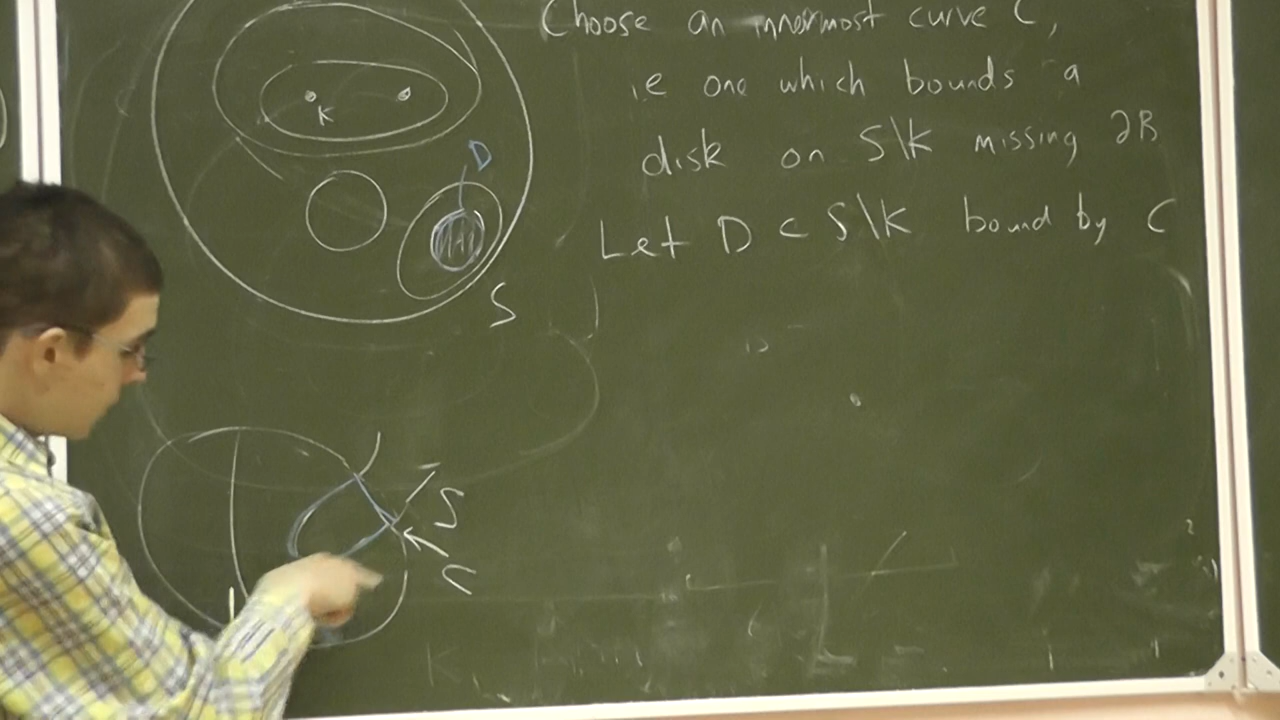 Choose an innermost curve C,
ie one which bounds a
disk on S\K missing ∂B
Let D ⊂ S\K bound by C
K
D
S
S
C